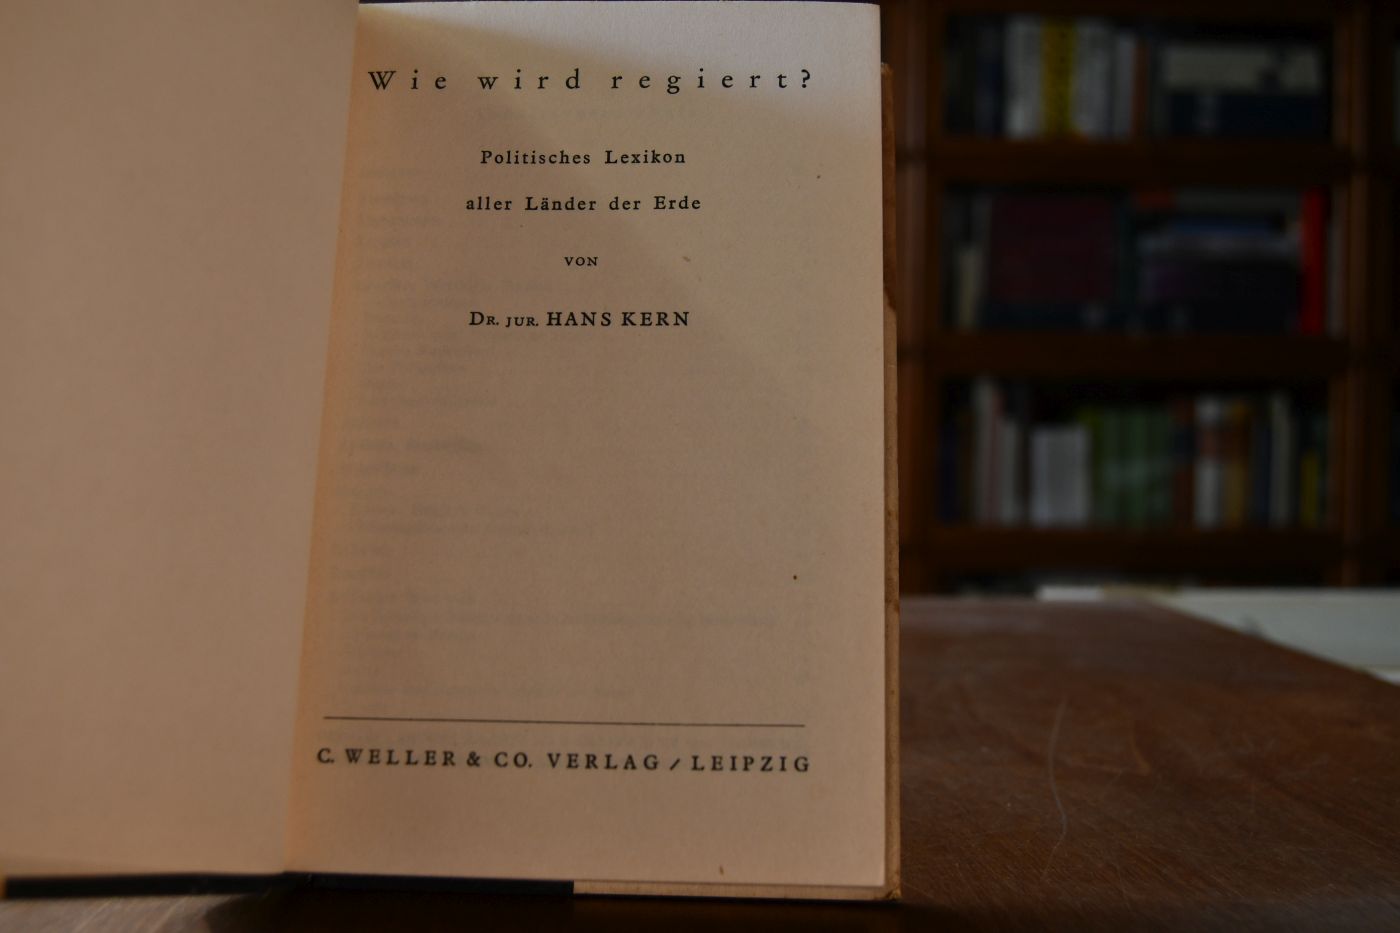 Wie wird regiert?
Politisches Lexikon
aller Länder der Erde
VON
DR. JUR. HANS KERN
C. WELLER & CO. VERLAG / LEIPZIG